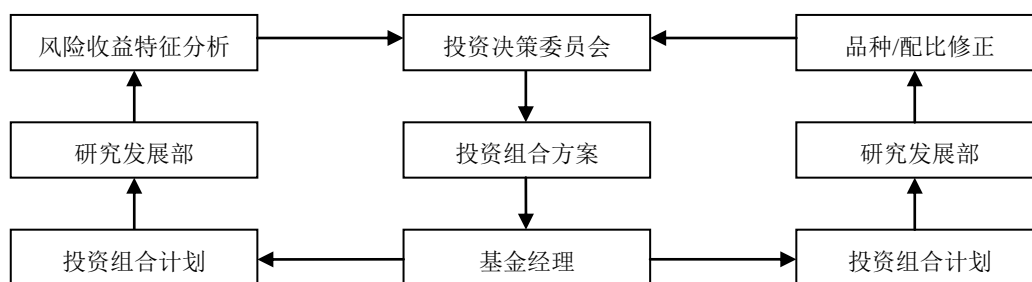 风险收益特征分析
投资决策委员会
品种/配比修正
研究发展部
投资组合方案
研究发展部
投资组合计划
基金经理
投资组合计划